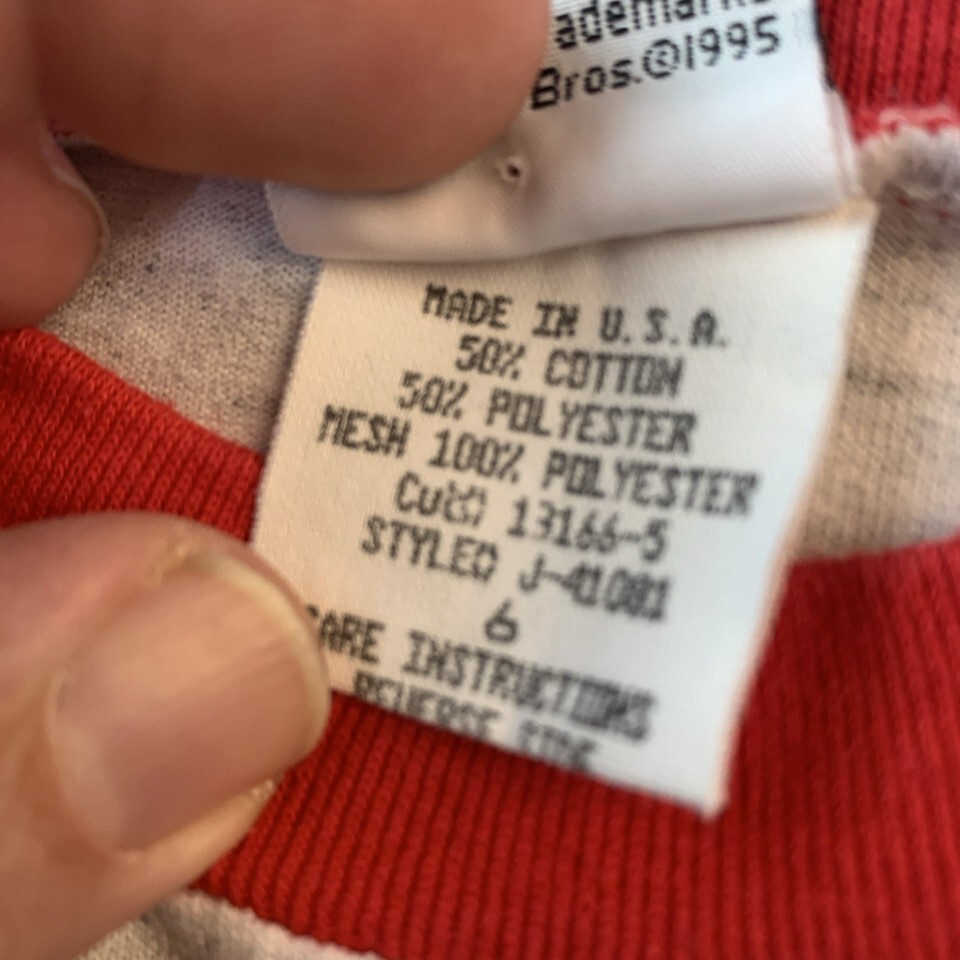 ademarks
Bros.©1995
MADE IN U.S.A.
50% COTTON
50% POLYESTER
MESH 100% POLYESTER
Cut# 13166-5
STYLE# J-41081
6
CARE INSTRUCTIONS
REVERSE SIDE